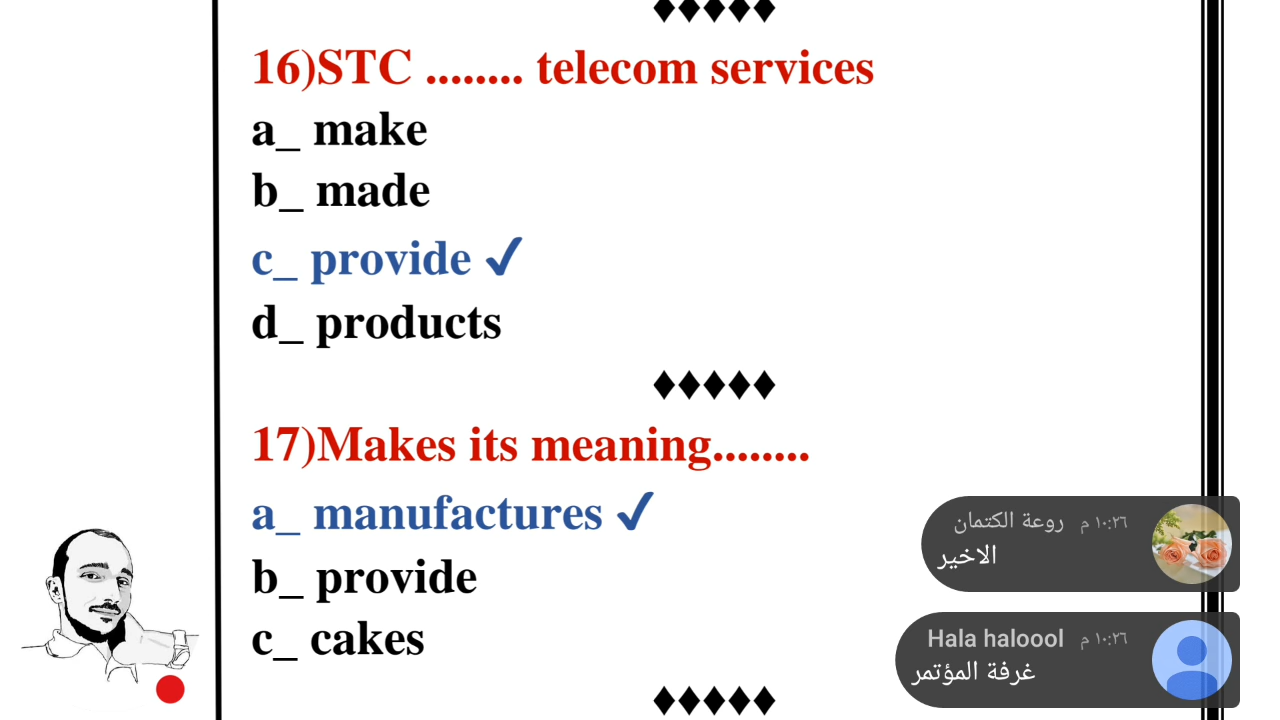 ♦♦♦♦♦
16)STC ........ telecom services
a_ make
b_ made
c_ provide ✓
d_ products
♦♦♦♦♦
17)Makes its meaning........
a_ manufactures ✓
b_ provide
c_ cakes
♦♦♦♦♦
روعة الكتمان ١٠:٢٦ م
الاخير
Hala haloool ١٠:٢٦ م
غرفة المؤتمر